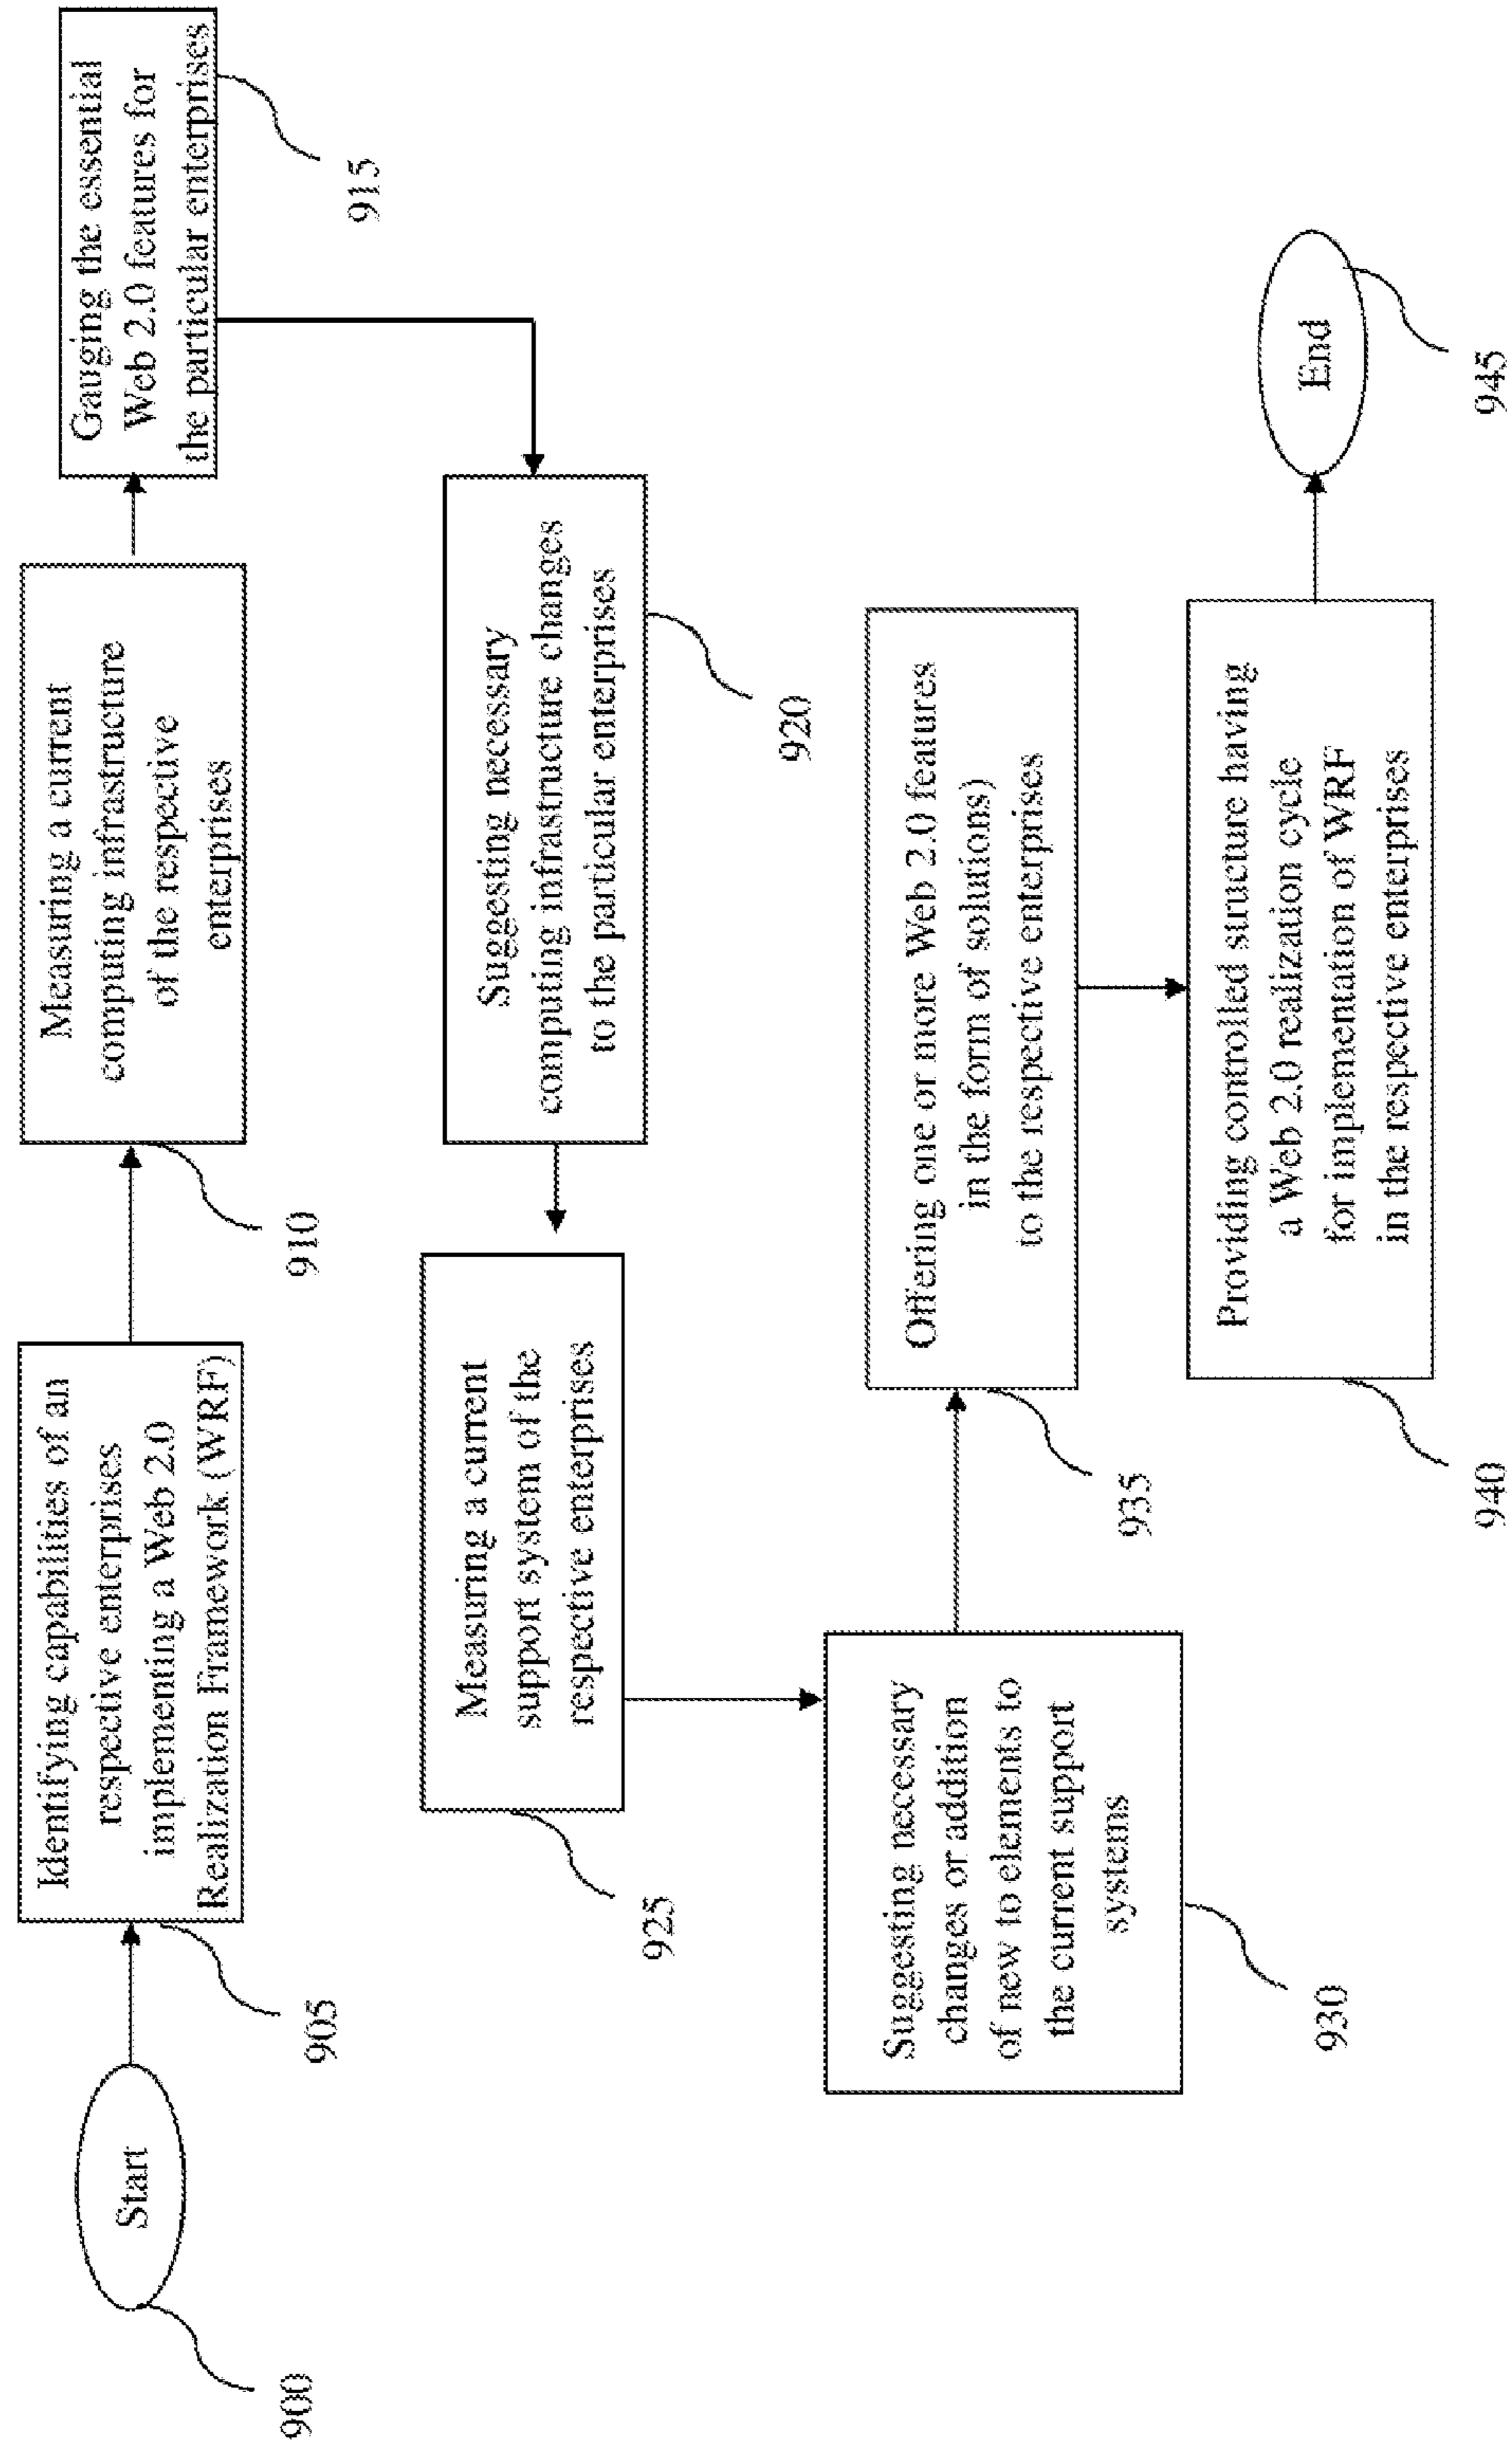 Start
900
Identifying capabilities of an
respective enterprises
implementing a Web 2.0
Realization Framework (WRF)
905
Measuring a current
computing infrastructure
of the respective
enterprises
910
Gauging the essential
Web 2.0 features for
the particular enterprises
915
Suggesting necessary
computing infrastructure changes
to the particular enterprises
920
Measuring a current
support system of the
respective enterprises
925
Suggesting necessary
changes or addition
of new to elements to
the current support
systems
930
Offering one or more Web 2.0 features
in the form of solutions)
to the respective enterprises
935
Providing controlled structure having
a Web 2.0 realization cycle
for implementation of WRF
in the respective enterprises
940
End
945